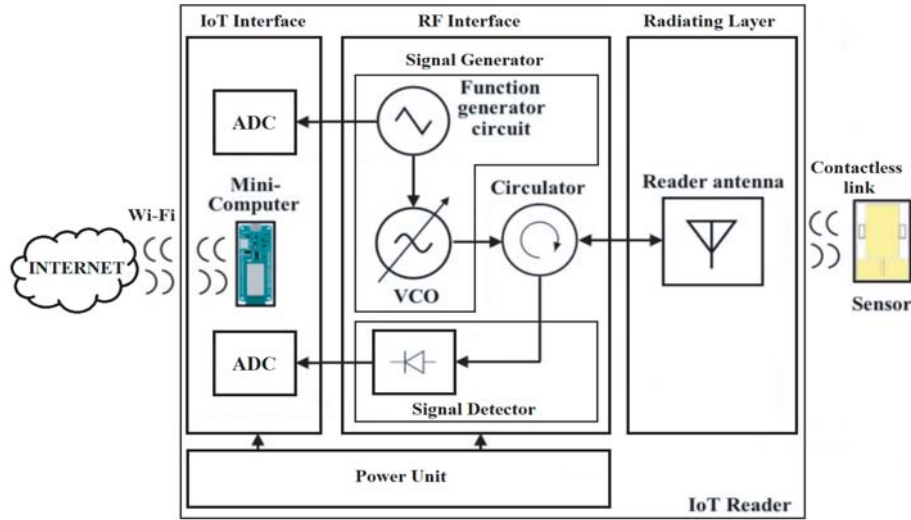 IoT Interface
RF Interface
Radiating Layer
Signal Generator
Function
generator
circuit
ADC
Mini-
Computer
Wi-Fi
INTERNET
VCO
Circulator
Reader antenna
Contactless
link
Sensor
ADC
Signal Detector
Power Unit
IoT Reader